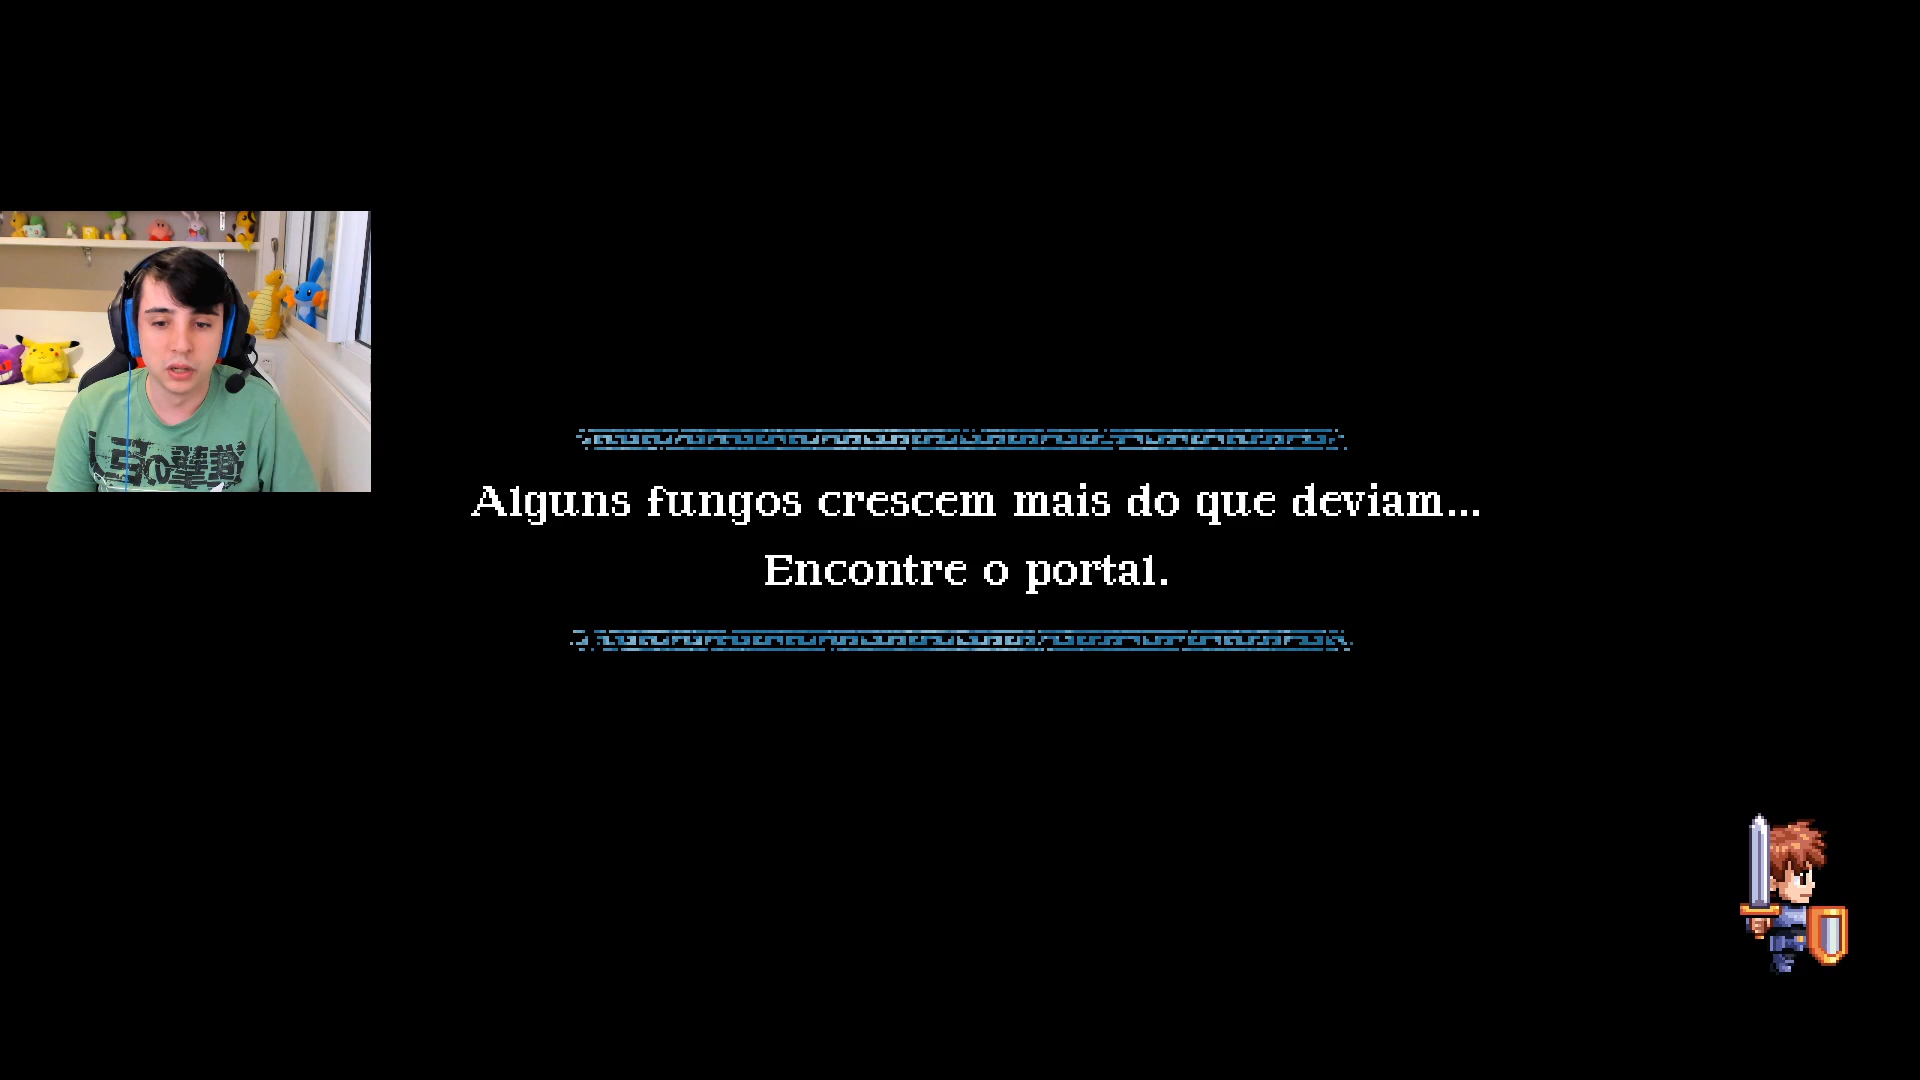 Alguns fungos crescem mais do que deviam...
Encontre o portal.